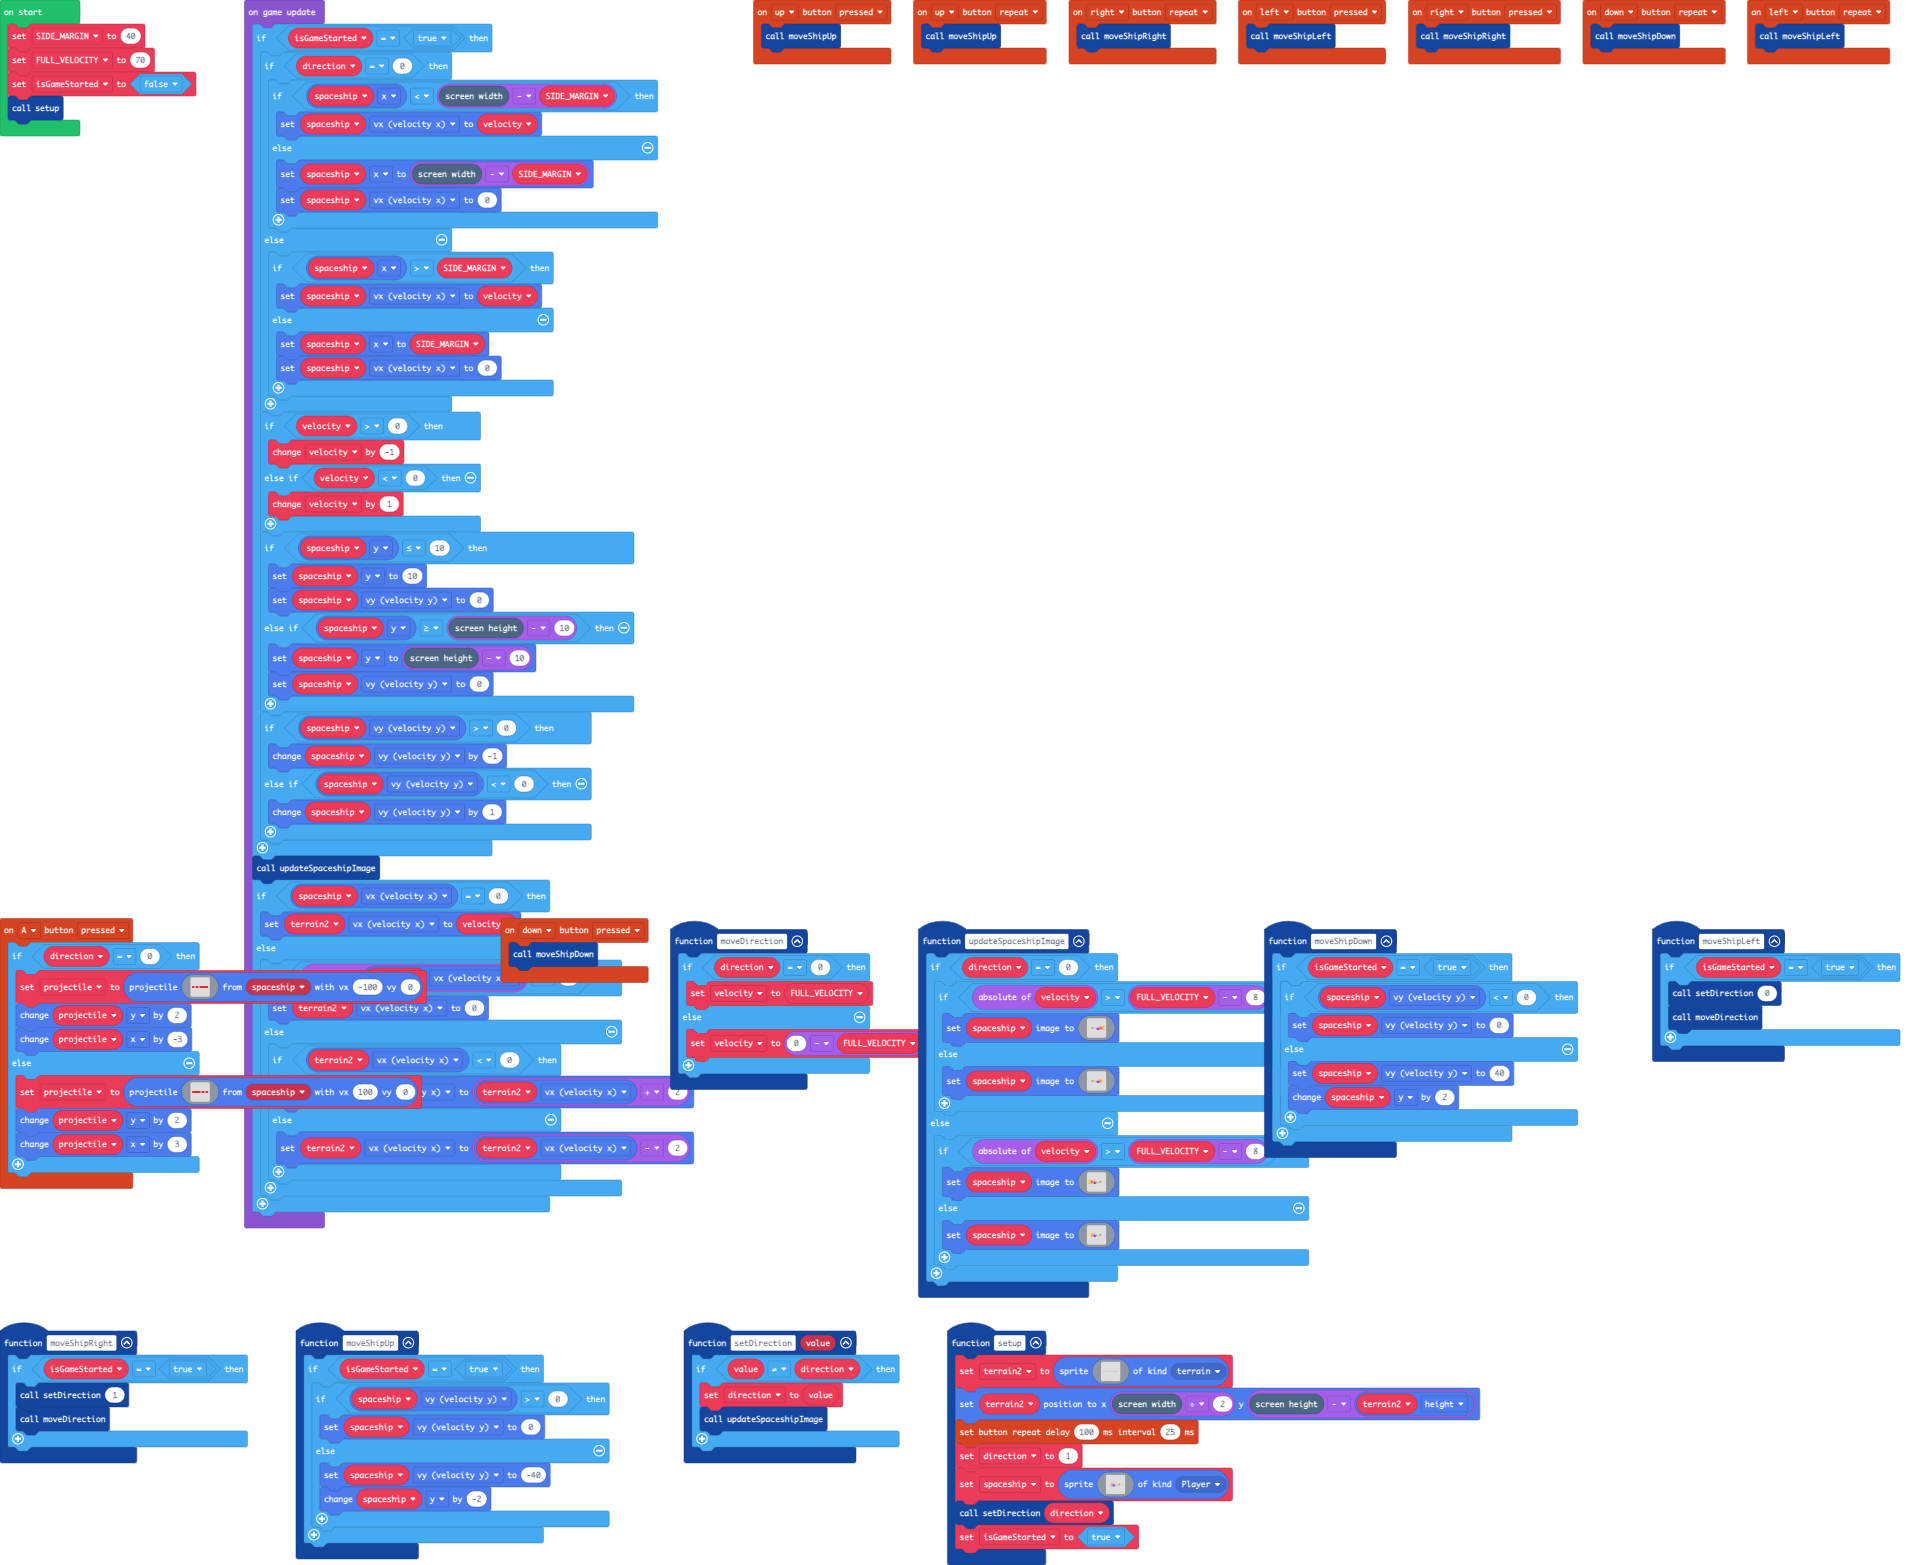 on start
set SIDE_MARGIN to 40
set FULL_VELOCITY to 70
set isGameStarted to false
call setup
on game update
if isGameStarted = true then
if direction = 0 then
if spaceship x < screen width - SIDE_MARGIN then
set spaceship vx (velocity x) to velocity
else
set spaceship x to screen width - SIDE_MARGIN
set spaceship vx (velocity x) to 0
else
if spaceship x > SIDE_MARGIN then
set spaceship vx (velocity x) to velocity
else
set spaceship x to SIDE_MARGIN
set spaceship vx (velocity x) to 0
if velocity > 0 then
change velocity by -1
else if velocity < 0 then
change velocity by 1
if spaceship y ≤ 10 then
set spaceship y to 10
set spaceship vy (velocity y) to 0
else if spaceship y ≥ screen height - 10 then
set spaceship y to screen height - 10
set spaceship vy (velocity y) to 0
if spaceship vy (velocity y) > 0 then
change spaceship vy (velocity y) by -1
else if spaceship vy (velocity y) < 0 then
change spaceship vy (velocity y) by 1
call updateSpaceshipImage
if spaceship vx (velocity x) = 0 then
set terrain2 vx (velocity x) to velocity
else
vx (velocity x
set terrain2 vx (velocity x) to 0
else
if terrain2 vx (velocity x) < 0 then
y x) to terrain2 vx (velocity x) + 2
else
set terrain2 vx (velocity x) to terrain2 vx (velocity x) - 2
on up button pressed
call moveShipUp
on up button repeat
call moveShipUp
on right button repeat
call moveShipRight
on left button pressed
call moveShipLeft
on right button pressed
call moveShipRight
on down button repeat
call moveShipDown
on left button repeat
call moveShipLeft
on A button pressed
if direction = 0 then
set projectile to projectile from spaceship with vx -100 vy 0
change projectile y by 2
change projectile x by -3
else
set projectile to projectile from spaceship with vx 100 vy 0
change projectile y by 2
change projectile x by 3
on down button pressed
call moveShipDown
function moveDirection
if direction = 0 then
set velocity to FULL_VELOCITY
else
set velocity to 0 - FULL_VELOCITY
function updateSpaceshipImage
if direction = 0 then
if absolute of velocity > FULL_VELOCITY - 8
set spaceship image to
else
set spaceship image to
else
if absolute of velocity > FULL_VELOCITY - 8
set spaceship image to
else
set spaceship image to
function moveShipDown
if isGameStarted = true then
if spaceship vy (velocity y) < 0 then
set spaceship vy (velocity y) to 0
else
set spaceship vy (velocity y) to 40
change spaceship y by 2
function moveShipLeft
if isGameStarted = true then
call setDirection 0
call moveDirection
function moveShipRight
if isGameStarted = true then
call setDirection 1
call moveDirection
function moveShipUp
if isGameStarted = true then
if spaceship vy (velocity y) > 0 then
set spaceship vy (velocity y) to 0
else
set spaceship vy (velocity y) to -40
change spaceship y by -2
function setDirection value
if value ≠ direction then
set direction to value
call updateSpaceshipImage
function setup
set terrain2 to sprite of kind terrain
set terrain2 position to x screen width ÷ 2 y screen height - terrain2 height
set button repeat delay 100 ms interval 25 ms
set direction to 1
set spaceship to sprite of kind Player
call setDirection direction
set isGameStarted to true